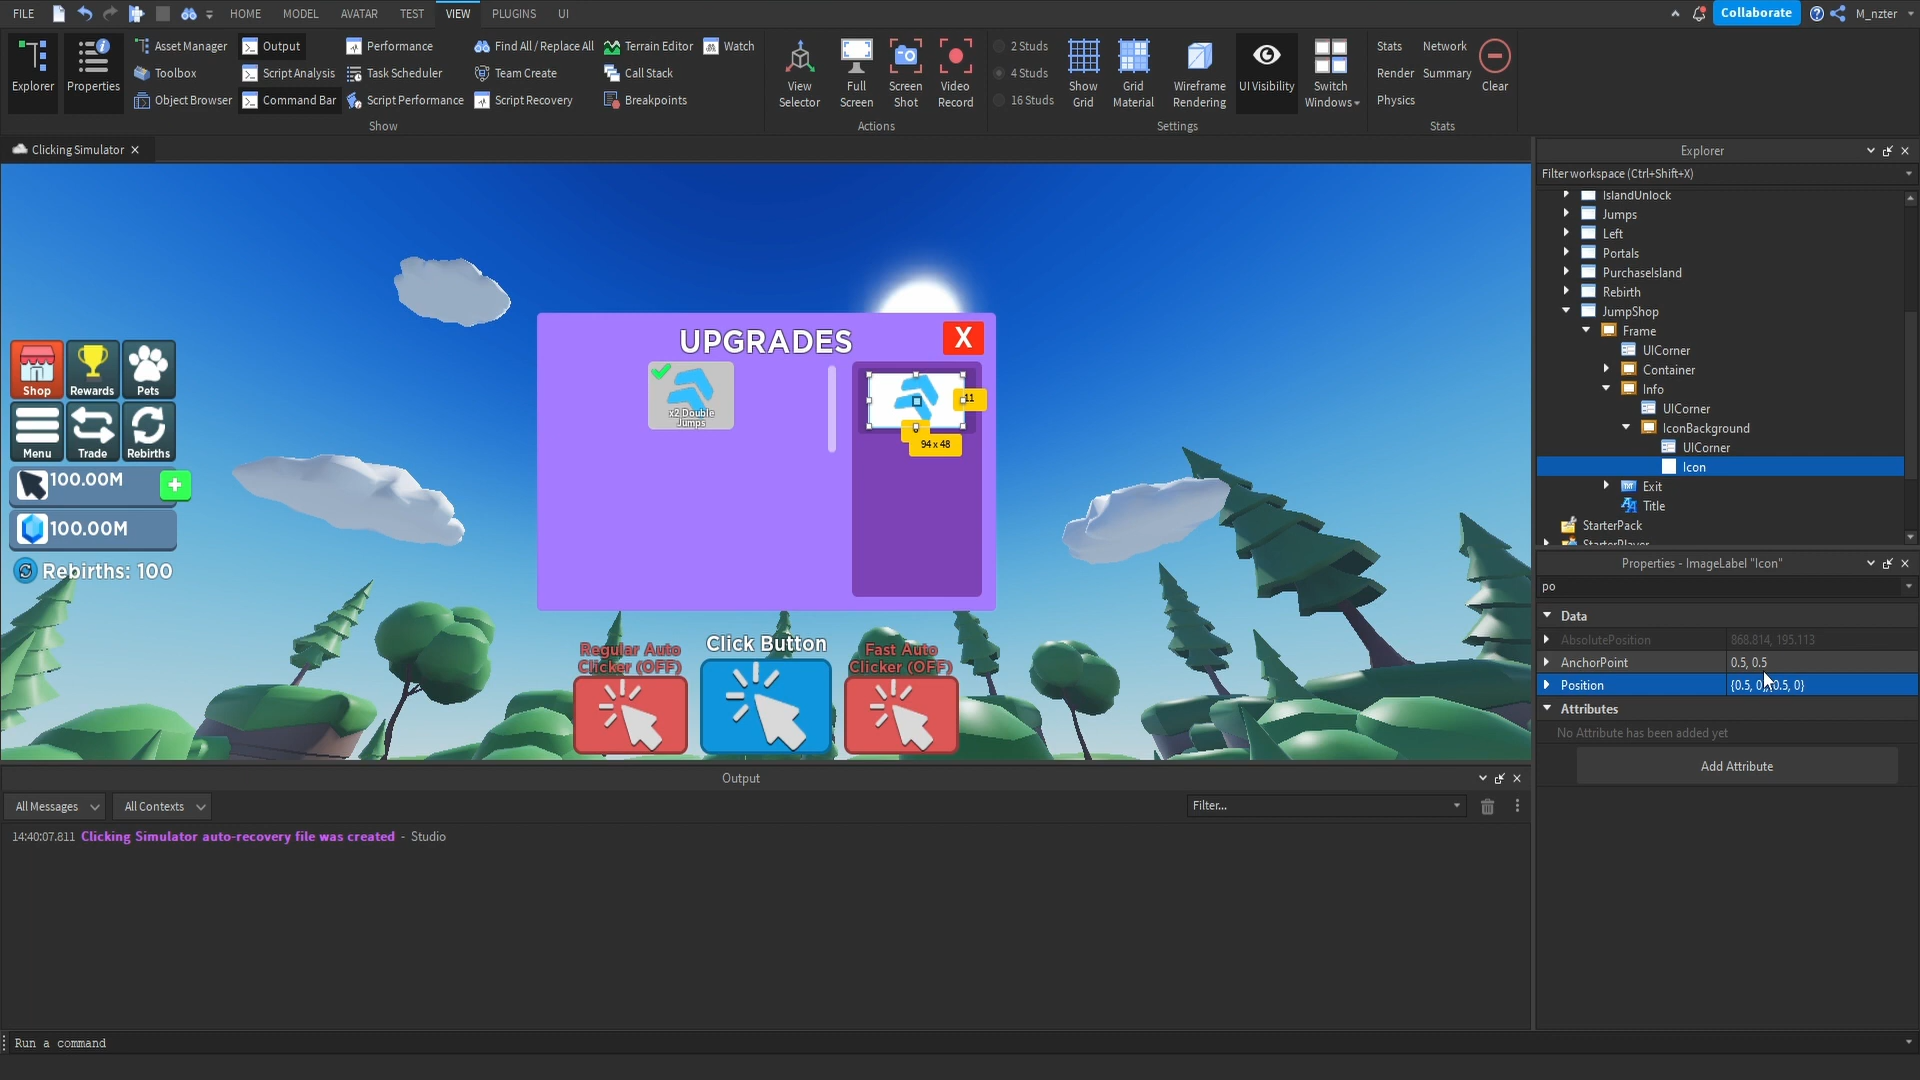 FILE HOME MODEL AVATAR TEST VIEW PLUGINS UI Collaborate M_nzter
Explorer
Properties
Asset Manager
Toolbox
Object Browser
Output
Script Analysis
Command Bar
Performance
Task Scheduler
Script Performance
Find All / Replace All
Team Create
Script Recovery
Terrain Editor
Call Stack
Breakpoints
Watch
Show
View
Selector
Full
Screen
Screen
Shot
Video
Record
Actions
2 Studs
4 Studs
16 Studs
Show
Grid
Grid
Material
Wireframe
Rendering
UI Visibility
Switch
Windows
Settings
Stats
Render
Physics
Network
Summary
Clear
Stats
Clicking Simulator
Shop
Rewards
Pets
Menu
Trade
Rebirths
100.00M
+
100.00M
Rebirths: 100
UPGRADES
X
x2 Double
Jumps
11
94 x 48
Regular Auto
Clicker (OFF)
Click Button
Fast Auto
Clicker (OFF)
Explorer
Filter workspace (Ctrl+Shift+X)
IslandUnlock
Jumps
Left
Portals
PurchaseIsland
Rebirth
JumpShop
Frame
UICorner
Container
Info
UICorner
IconBackground
UICorner
Icon
Exit
Title
StarterPack
StarterPlayer
Properties - ImageLabel "Icon"
po
Data
AbsolutePosition 868.814, 195.113
AnchorPoint 0.5, 0.5
Position {0.5, 0, 0.5, 0}
Attributes
No Attribute has been added yet
Add Attribute
Output
All Messages
All Contexts
Filter...
14:40:07.811 Clicking Simulator auto-recovery file was created - Studio
Run a command